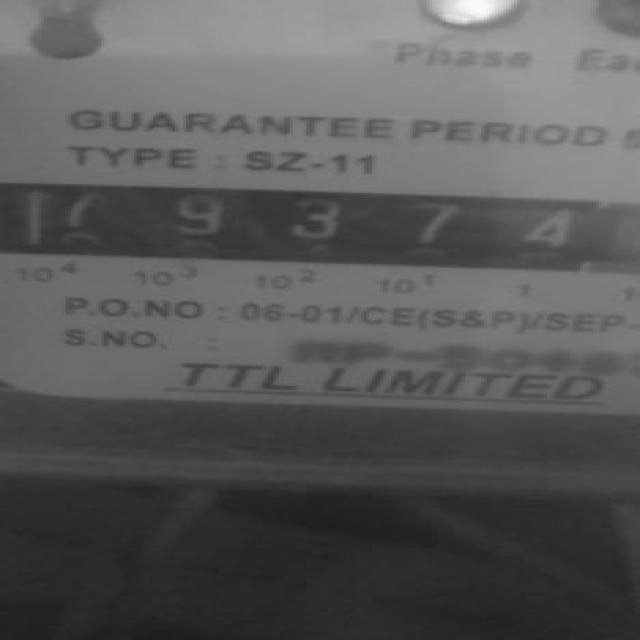 Phase
GUARANTEE PERIOD
TYPE : SZ-11
7 9 3 7 4
10⁴ 10³ 10² 10¹ 1
P.O.NO : 06-01/CE(S&P)/SEP-
S.NO. :
TTL LIMITED